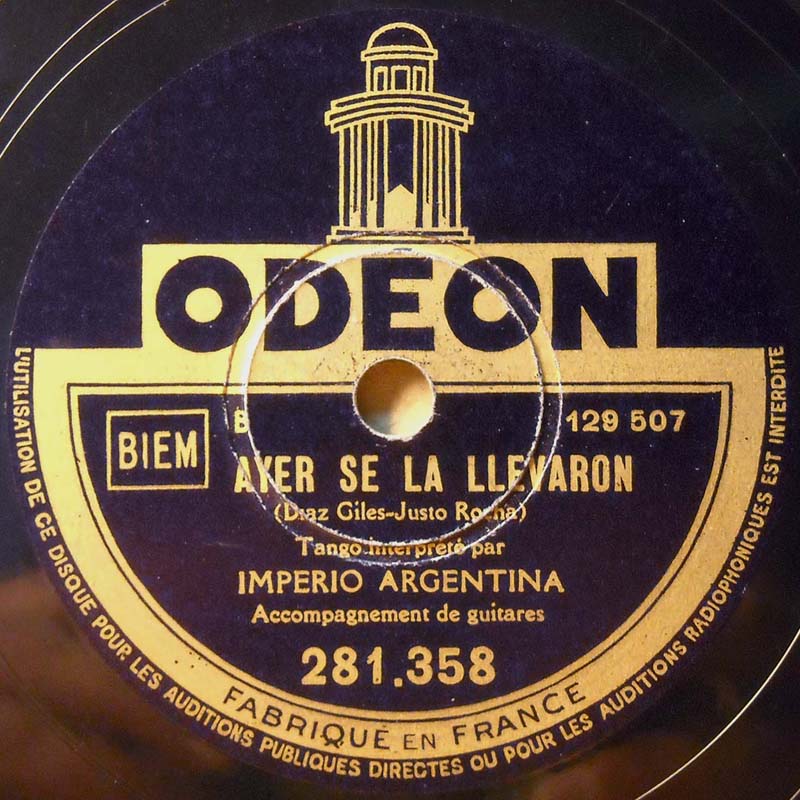 ODEON
BIEM
B
129 507
AYER SE LA LLEVARON
(Diaz Giles-Justo Rocha)
Tango interprété par
IMPERIO ARGENTINA
Accompagnement de guitares
281.358
FABRIQUÉ EN FRANCE
L'UTILISATION DE CE DISQUE POUR LES AUDITIONS PUBLIQUES DIRECTES OU POUR LES AUDITIONS RADIOPHONIQUES EST INTERDITE